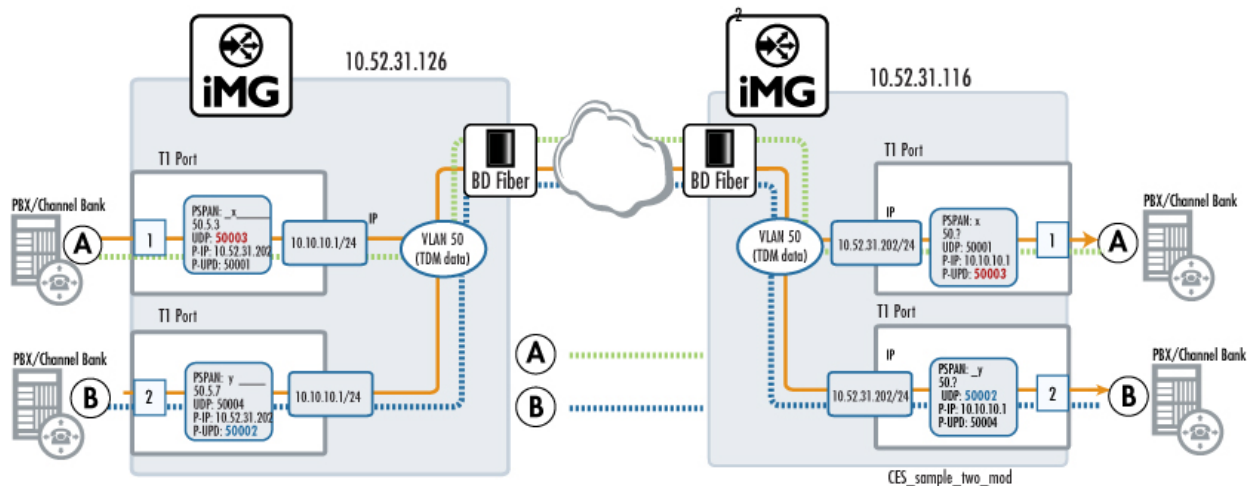 2
iMG
10.52.31.126
iMG
10.52.31.116
T1 Port
BD Fiber
BD Fiber
T1 Port
PBX/Channel Bank
A
1
PSPAN: _x_____
50.5.3
UDP: 50003
P-IP: 10.52.31.202
P-UPD: 50001
IP
10.10.10.1/24
VLAN 50
(TDM data)
VLAN 50
(TDM data)
IP
10.52.31.202/24
PSPAN: x
50.?
UDP: 50001
P-IP: 10.10.10.1
P-UPD: 50003
1
A
PBX/Channel Bank
T1 Port
T1 Port
PBX/Channel Bank
B
2
PSPAN: y ____
50.5.7
UDP: 50004
P-IP: 10.52.31.202
P-UPD: 50002
10.10.10.1/24
A
B
IP
10.52.31.202/24
PSPAN: _y
50.?
UDP: 50002
P-IP: 10.10.10.1
P-UPD: 50004
2
B
PBX/Channel Bank
CES_sample_two_mod